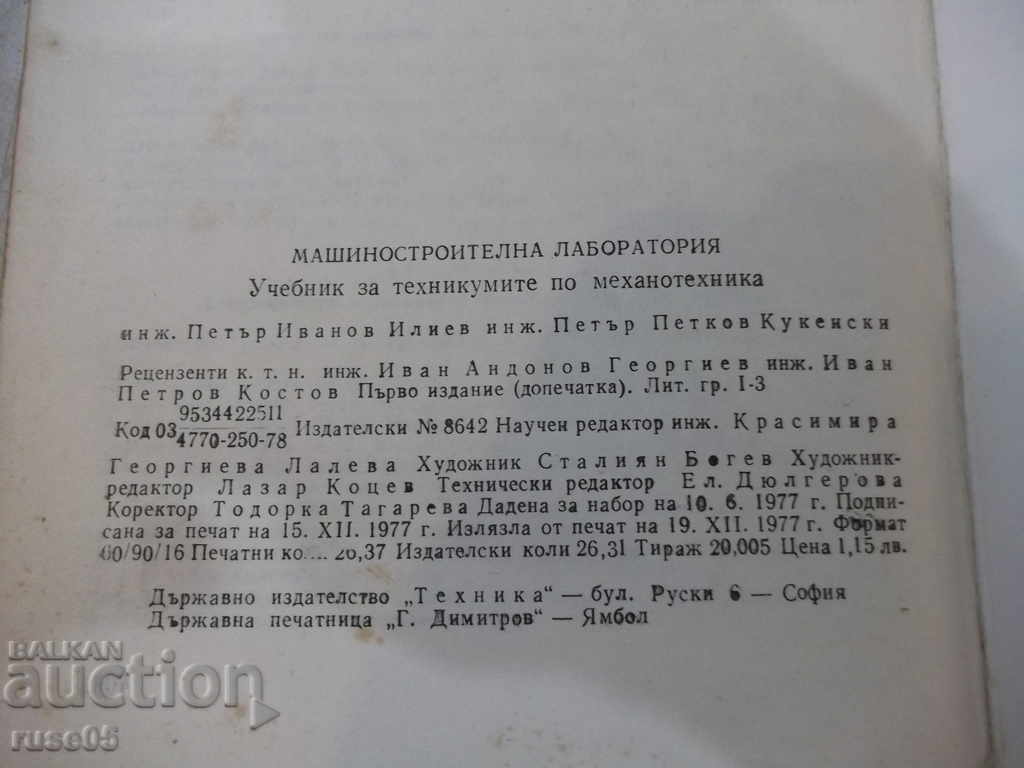 МАШИНОСТРОИТЕЛНА ЛАБОРАТОРИЯ
Учебник за техникумите по механотехника
инж. Петър Иванов Илиев инж. Петър Петков Кукенски
Рецензенти к. т. н. инж. Иван Андонов Георгиев инж. Иван
Петров Костов Първо издание (допечатка). Лит. гр. I-3
Код 03 9534422511/4770-250-78 Издателски № 8642 Научен редактор инж. Красимира
Георгиева Лалева Художник Сталиян Богев Художник-
редактор Лазар Коцев Технически редактор Ел. Дюлгерова
Коректор Тодорка Тагарева Дадена за набор на 10. 6. 1977 г. Подпи-
сана за печат на 15. XII. 1977 г. Излязла от печат на 19. XII. 1977 г. Формат
60/90/16 Печатни ко... 26,37 Издателски коли 26,31 Тираж 20,005 Цена 1,15 лв.
Държавно издателство „Техника“ — бул. Руски 6 — София
Държавна печатница „Г. Димитров“ — Ямбол
BALKAN
auction
ruse05